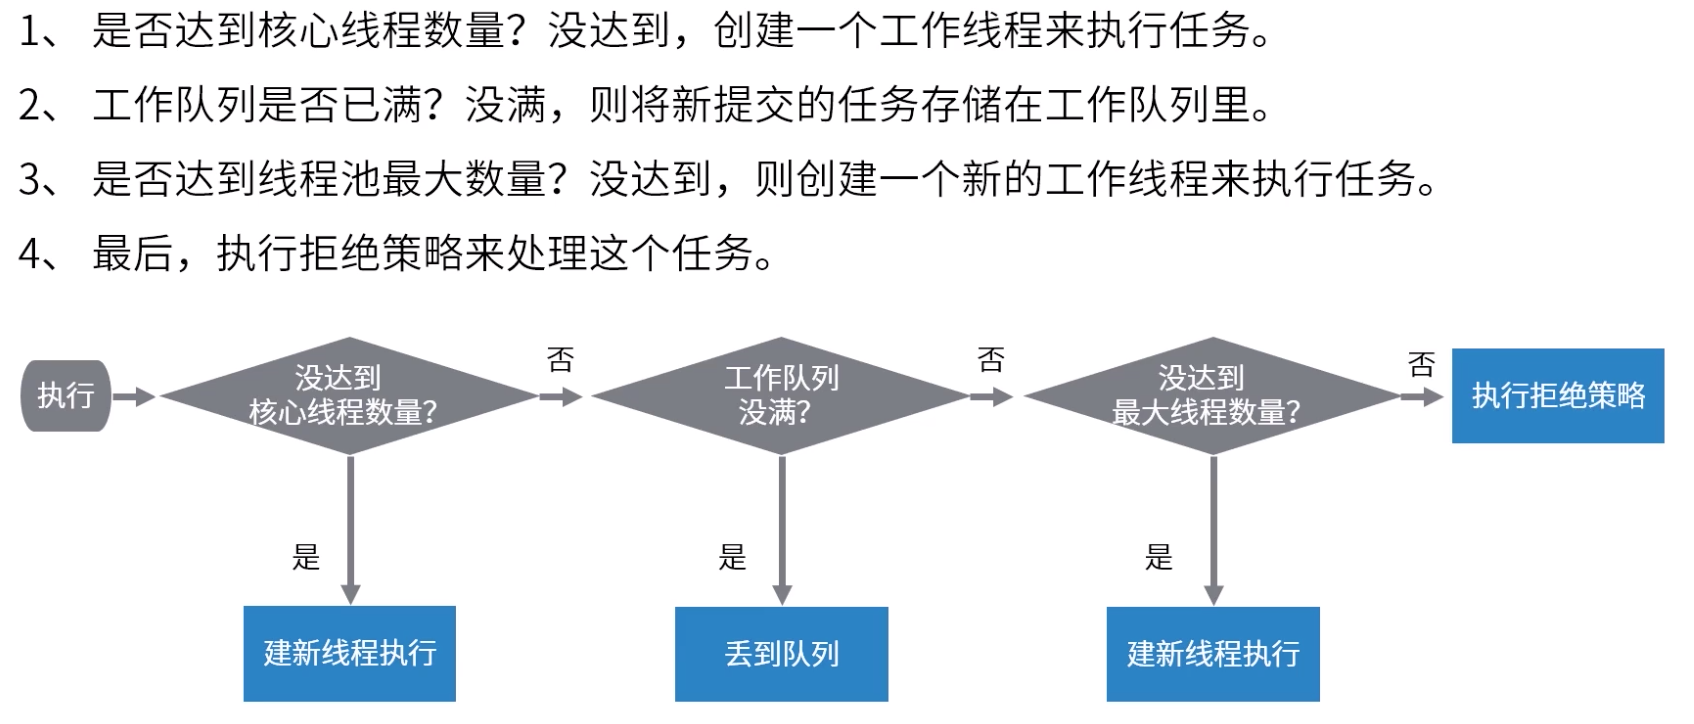 1、 是否达到核心线程数量？没达到，创建一个工作线程来执行任务。
2、 工作队列是否已满？没满，则将新提交的任务存储在工作队列里。
3、 是否达到线程池最大数量？没达到，则创建一个新的工作线程来执行任务。
4、 最后，执行拒绝策略来处理这个任务。
执行
没达到
核心线程数量？
否
工作队列
没满？
否
没达到
最大线程数量？
否
执行拒绝策略
是
是
是
建新线程执行
丢到队列
建新线程执行